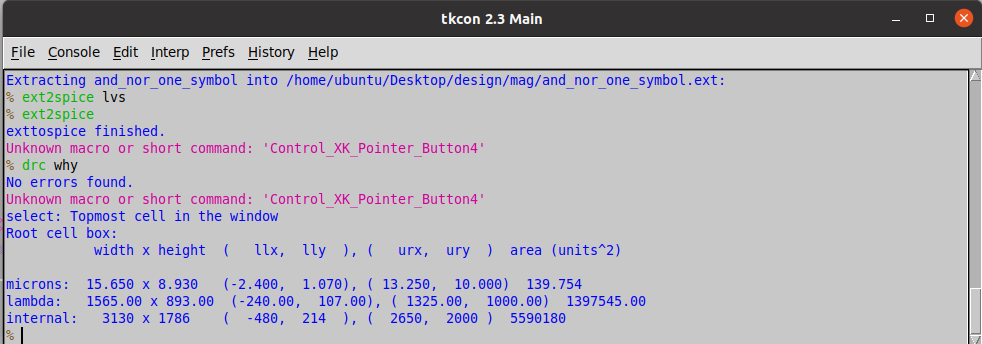 tkcon 2.3 Main
File Console Edit Interp Prefs History Help
Extracting and_nor_one_symbol into /home/ubuntu/Desktop/design/mag/and_nor_one_symbol.ext:
% ext2spice lvs
% ext2spice
exttospice finished.
Unknown macro or short command: 'Control_XK_Pointer_Button4'
% drc why
No errors found.
Unknown macro or short command: 'Control_XK_Pointer_Button4'
select: Topmost cell in the window
Root cell box:
width x height ( llx, lly ), ( urx, ury ) area (units^2)
microns: 15.650 x 8.930 (-2.400, 1.070), ( 13.250, 10.000) 139.754
lambda: 1565.00 x 893.00 (-240.00, 107.00), ( 1325.00, 1000.00) 1397545.00
internal: 3130 x 1786 ( -480, 214 ), ( 2650, 2000 ) 5590180
%